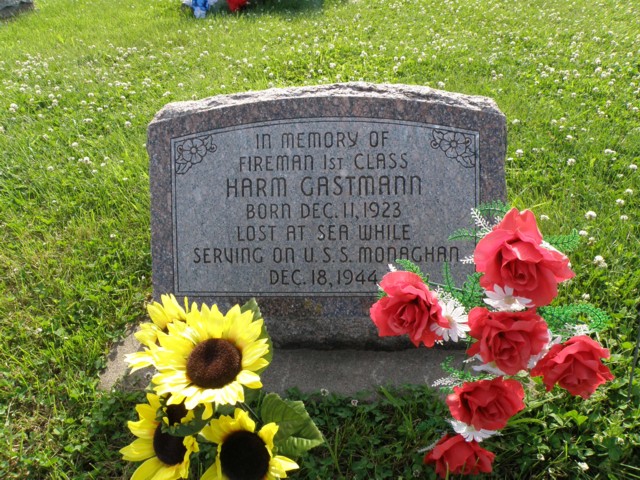 IN MEMORY OF
FIREMAN 1ST CLASS
HARM GASTMANN
BORN DEC. 11, 1923
LOST AT SEA WHILE
SERVING ON U.S.S. MONAGHAN
DEC. 18, 1944